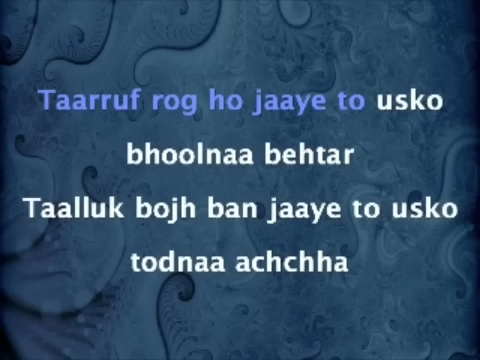 Taarruf rog ho jaaye to usko
bhoolnaa behtar
Taalluk bojh ban jaaye to usko
todnaa achchha